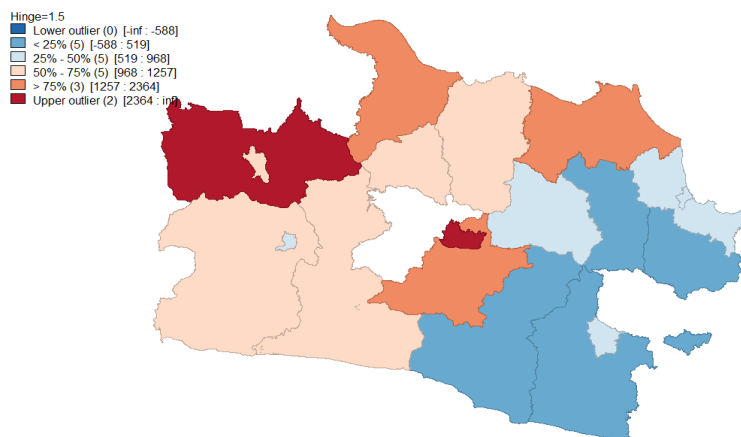 Hinge=1.5
Lower outlier (0) [-inf : -588]
< 25% (5) [-588 : 519]
25% - 50% (5) [519 : 968]
50% - 75% (5) [968 : 1257]
> 75% (3) [1257 : 2364]
Upper outlier (2) [2364 : inf]